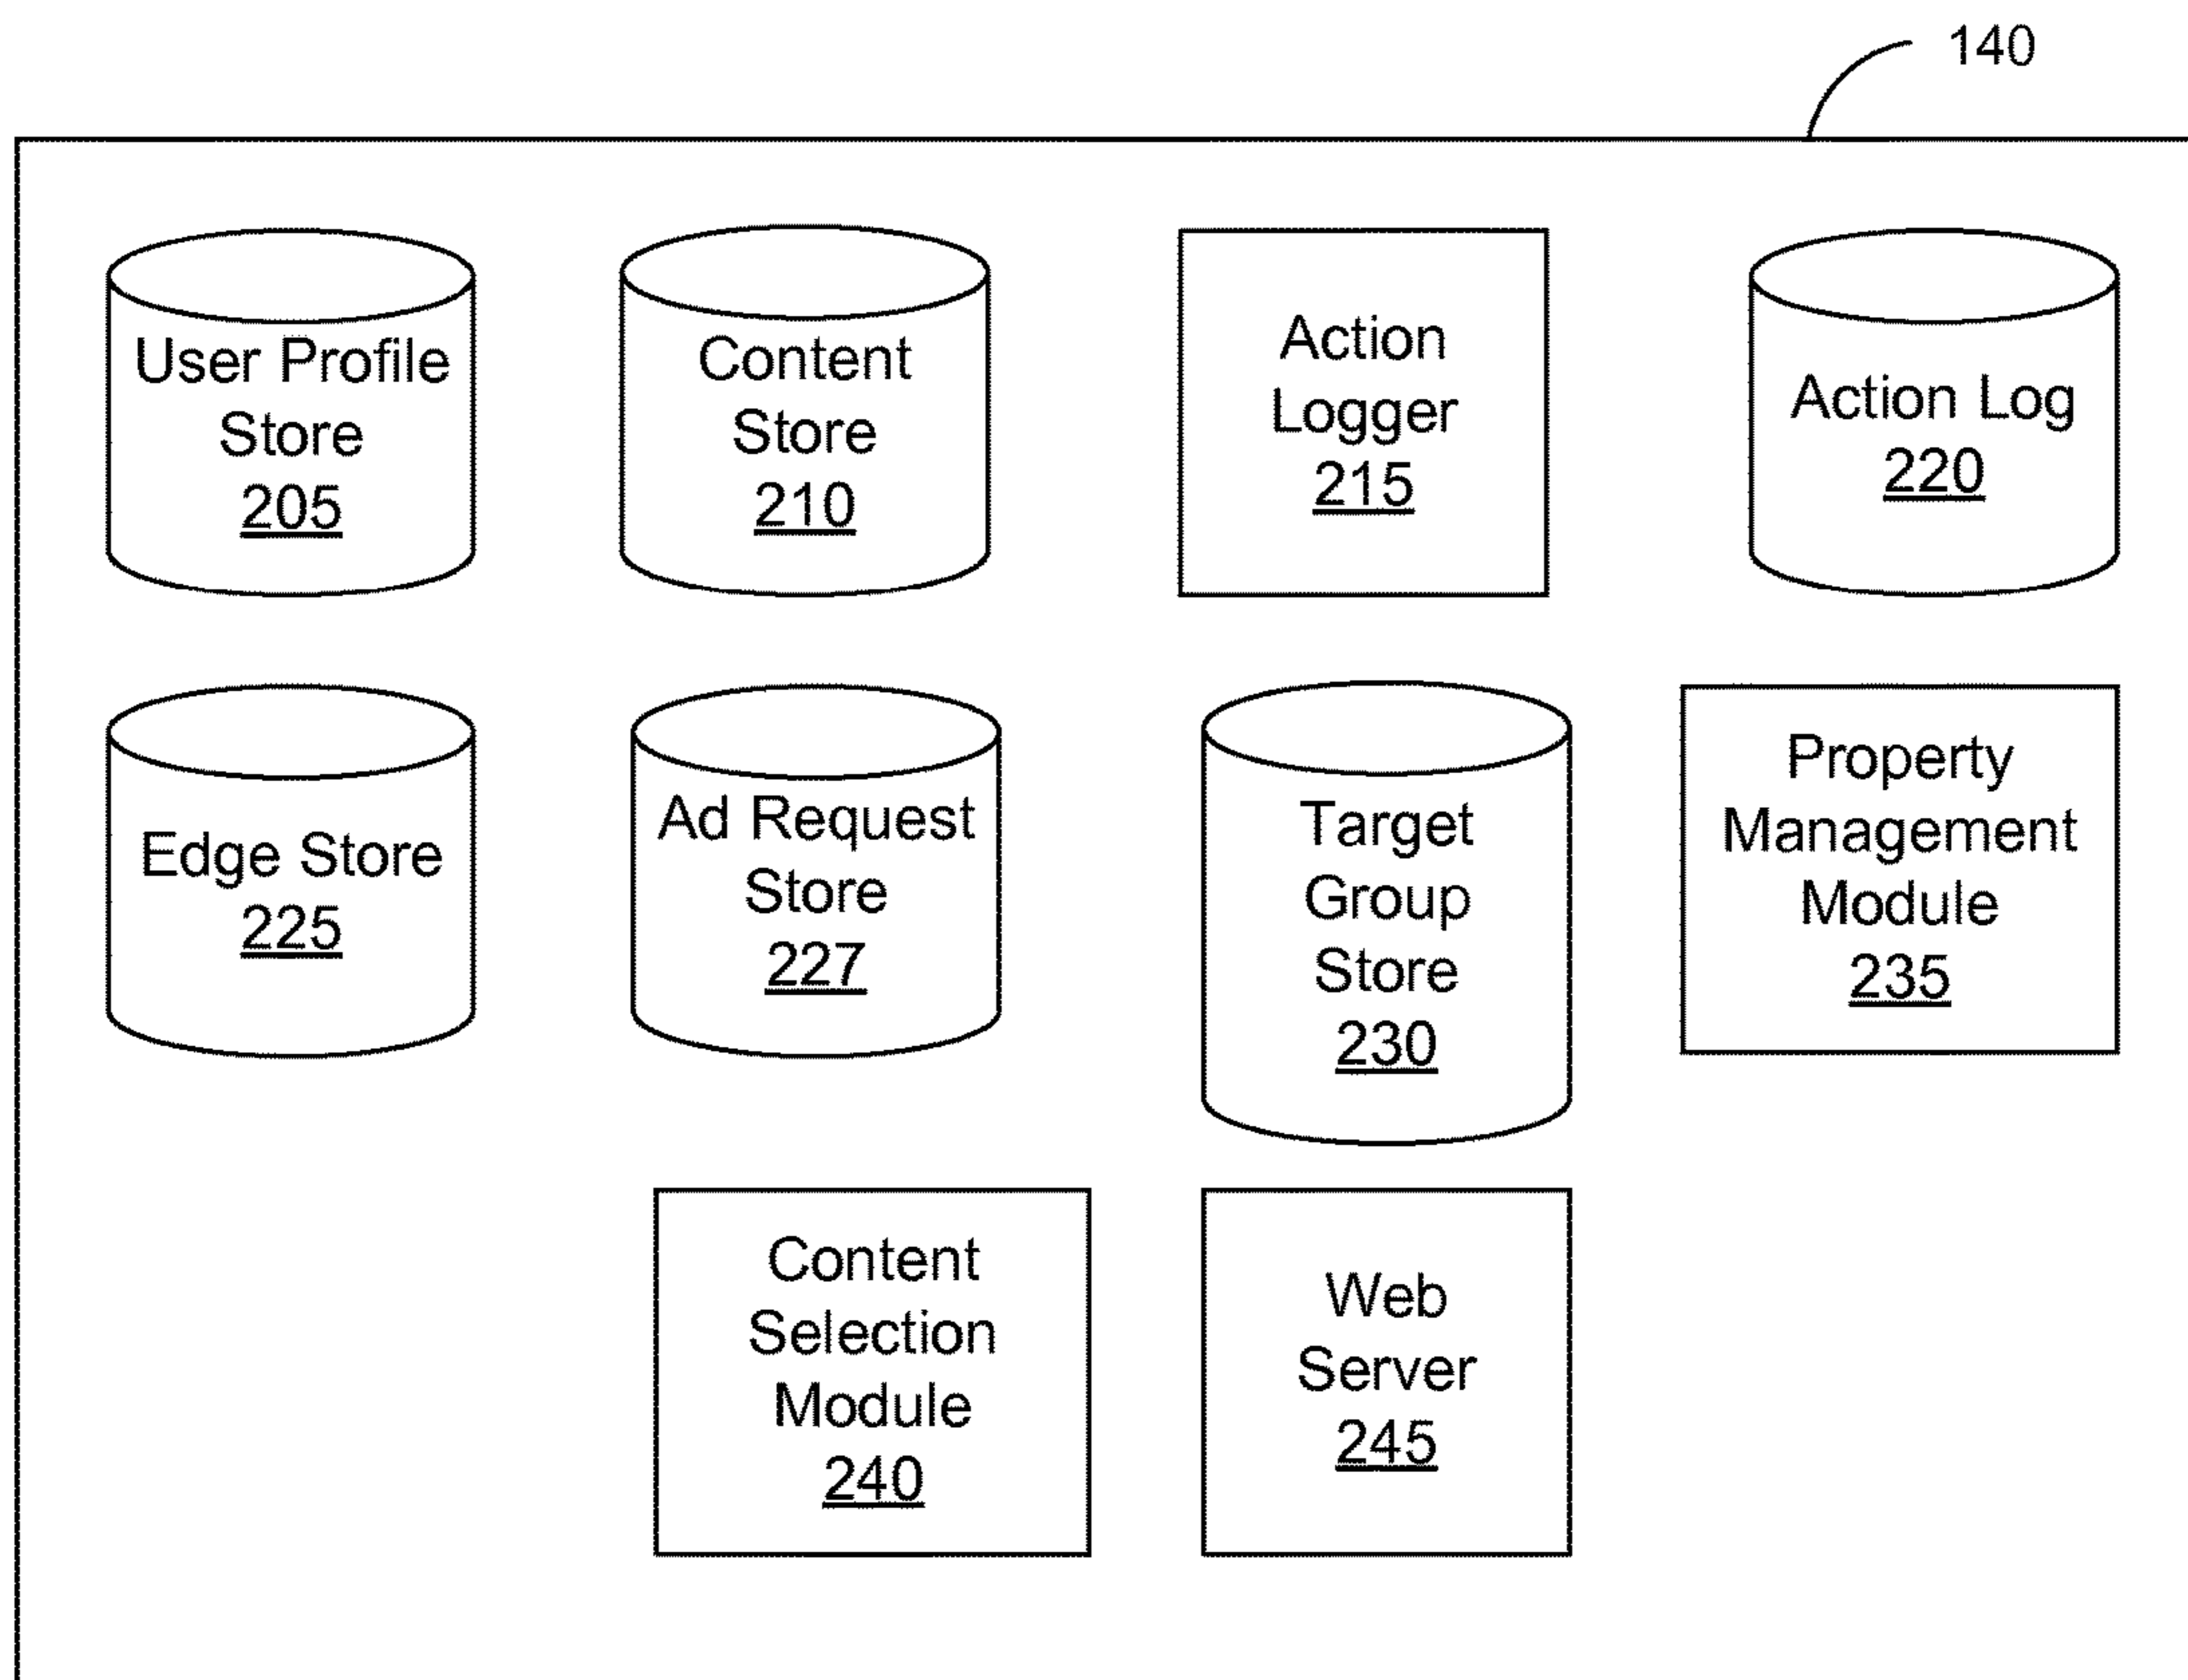 140
User Profile
Store
205
Content
Store
210
Action
Logger
215
Action Log
220
Edge Store
225
Ad Request
Store
227
Target
Group
Store
230
Property
Management
Module
235
Content
Selection
Module
240
Web
Server
245